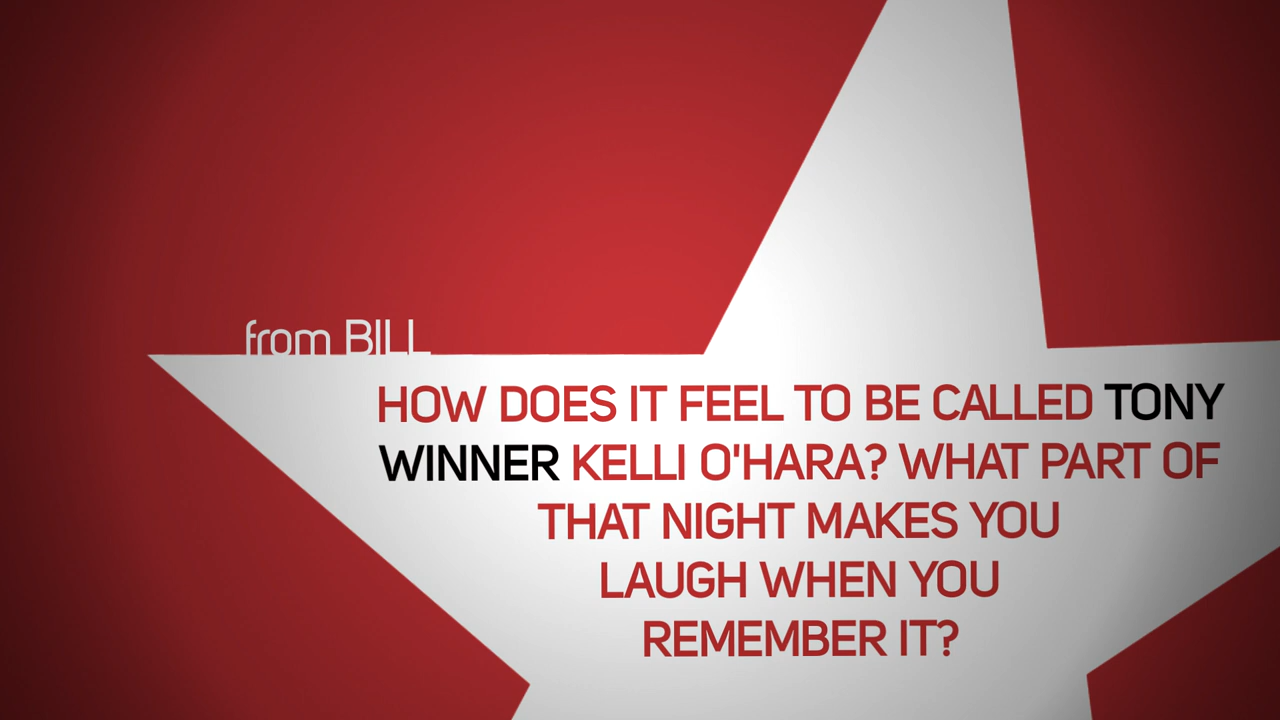 from BILL
HOW DOES IT FEEL TO BE CALLED TONY
WINNER KELLI O'HARA? WHAT PART OF
THAT NIGHT MAKES YOU
LAUGH WHEN YOU
REMEMBER IT?